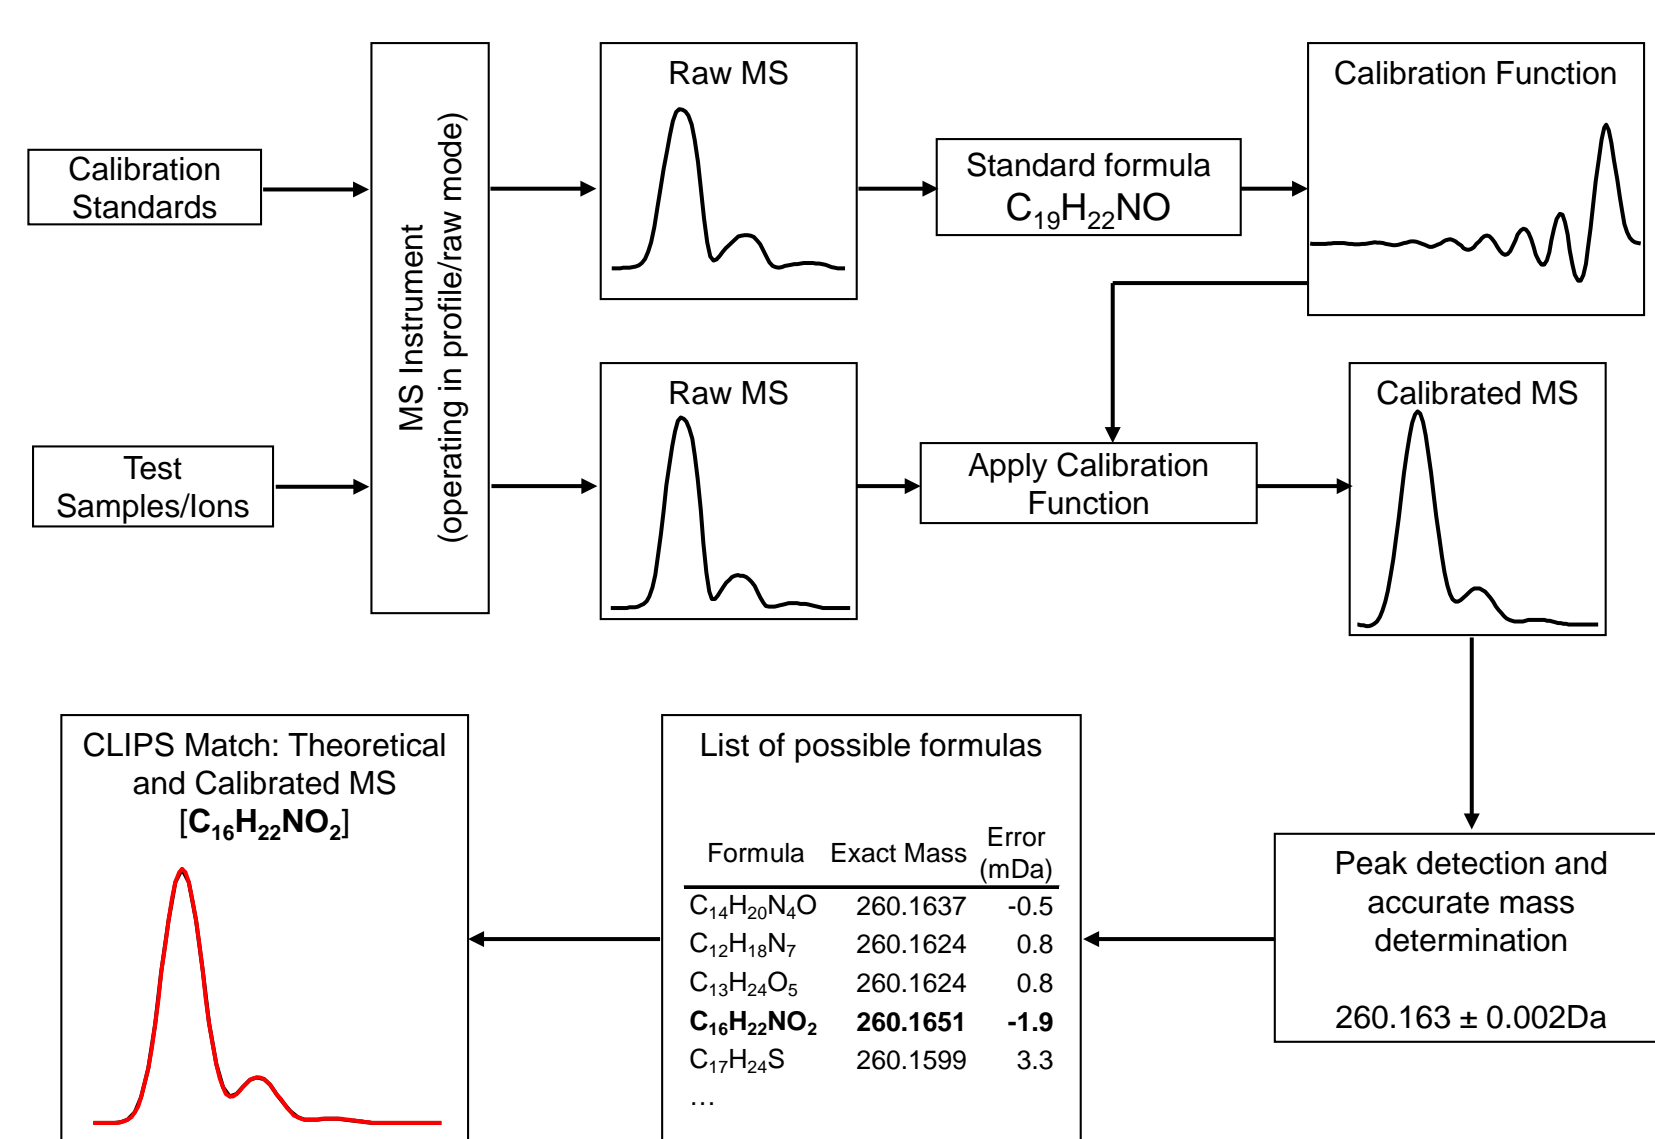 Calibration
Standards
MS Instrument
(operating in profile/raw mode)
Raw MS
Standard formula
C₁₉H₂₂NO
Calibration Function
Test
Samples/Ions
Raw MS
Apply Calibration
Function
Calibrated MS
CLIPS Match: Theoretical
and Calibrated MS
[C₁₆H₂₂NO₂]
List of possible formulas
Formula Exact Mass Error (mDa)
C₁₄H₂₀N₄O 260.1637 -0.5
C₁₂H₁₈N₇ 260.1624 0.8
C₁₃H₂₄O₅ 260.1624 0.8
C₁₆H₂₂NO₂ 260.1651 -1.9
C₁₇H₂₄S 260.1599 3.3
…
Peak detection and
accurate mass
determination
260.163 ± 0.002Da